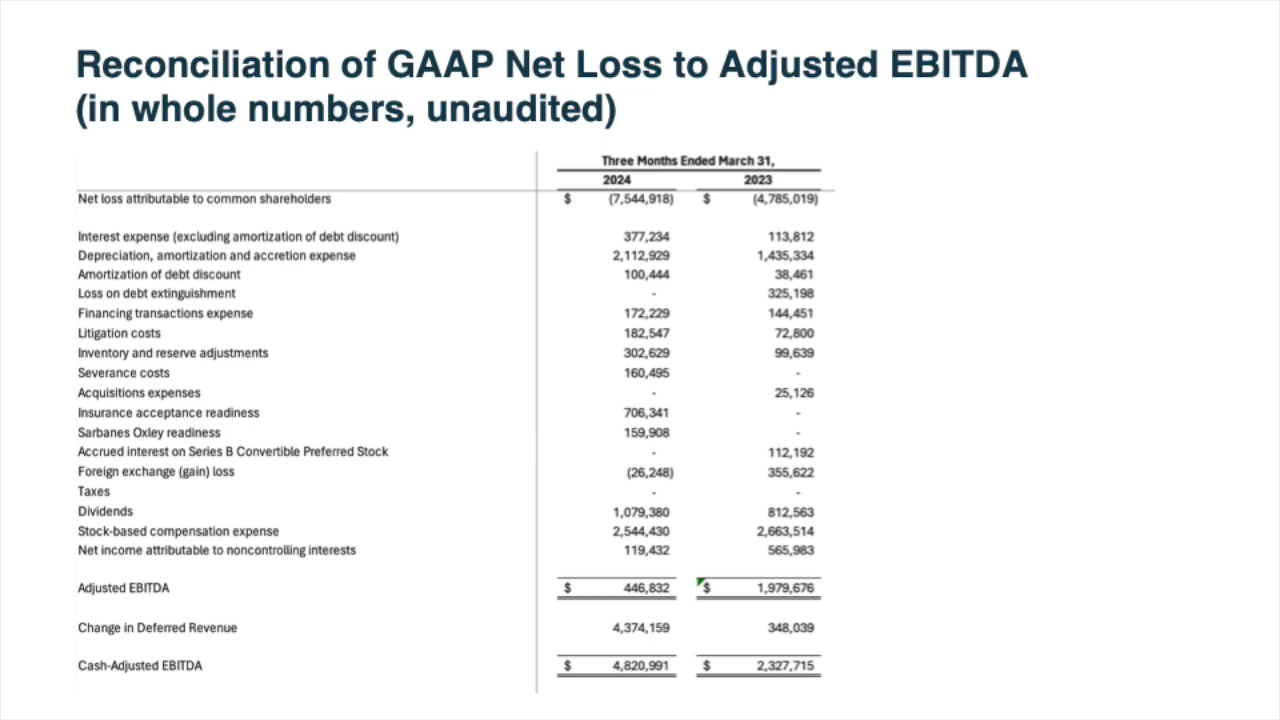 Reconciliation of GAAP Net Loss to Adjusted EBITDA
(in whole numbers, unaudited)
Three Months Ended March 31,
2024 2023
Net loss attributable to common shareholders $ (7,544,918) $ (4,785,019)
Interest expense (excluding amortization of debt discount) 377,234 113,812
Depreciation, amortization and accretion expense 2,112,929 1,435,334
Amortization of debt discount 100,444 38,461
Loss on debt extinguishment - 325,198
Financing transactions expense 172,229 144,451
Litigation costs 182,547 72,800
Inventory and reserve adjustments 302,629 99,639
Severance costs 160,495 -
Acquisitions expenses - 25,126
Insurance acceptance readiness 706,341 -
Sarbanes Oxley readiness 159,908 -
Accrued interest on Series B Convertible Preferred Stock - 112,192
Foreign exchange (gain) loss (26,248) 355,622
Taxes - -
Dividends 1,079,380 812,563
Stock-based compensation expense 2,544,430 2,663,514
Net income attributable to noncontrolling interests 119,432 565,983
Adjusted EBITDA $ 446,832 $ 1,979,676
Change in Deferred Revenue 4,374,159 348,039
Cash-Adjusted EBITDA $ 4,820,991 $ 2,327,715